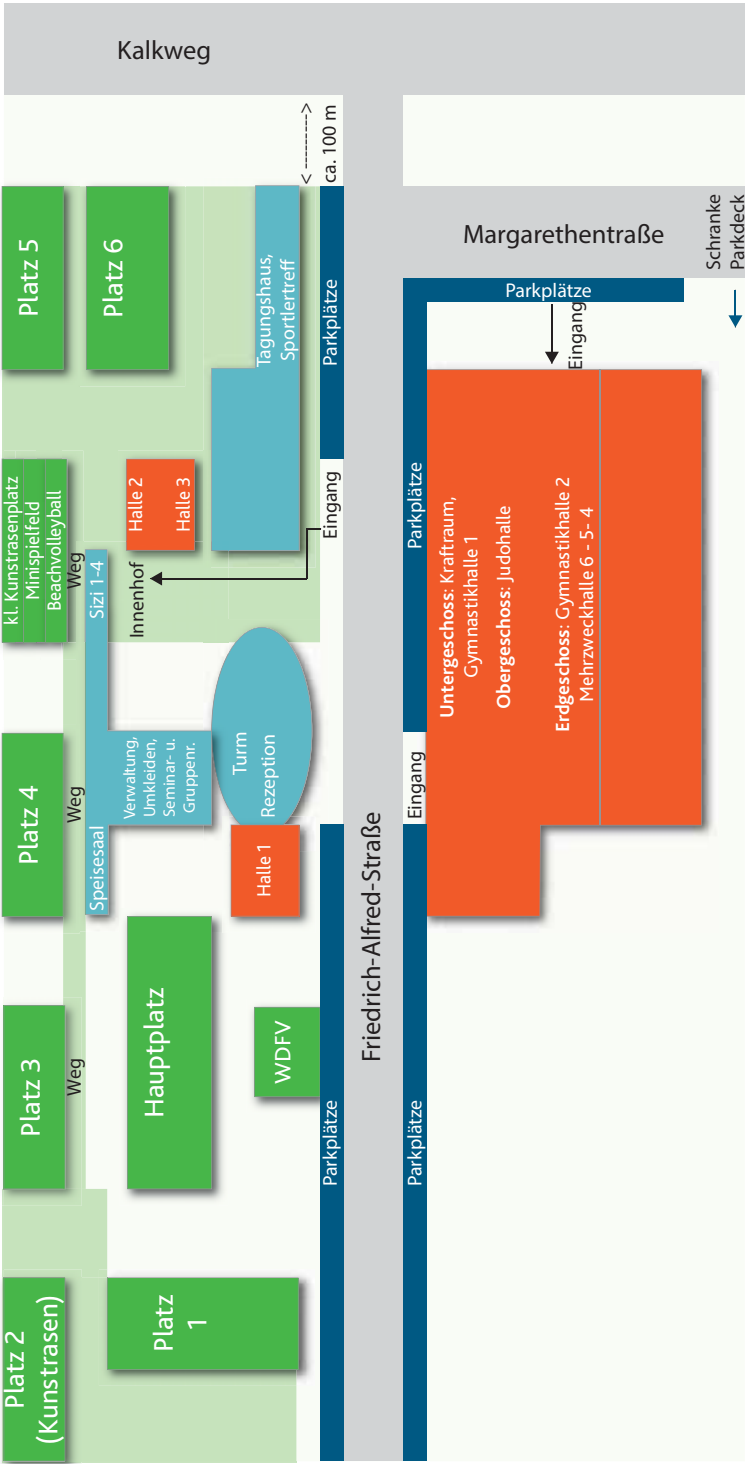 Kalkweg
<--------->
ca. 100 m
Margarethentraße
Schranke
Parkdeck
Platz 5
Platz 6
Tagungshaus,
Sportlertreff
Parkplätze
Parkplätze
Eingang
kl. Kunstrasenplatz
Minispielfeld
Beachvolleyball
Weg
Sizi 1-4
Halle 2
Halle 3
Innenhof
Eingang
Parkplätze
Untergeschoss: Kraftraum,
Gymnastikhalle 1
Obergeschoss: Judohalle
Erdgeschoss: Gymnastikhalle 2
Mehrzweckhalle 6 - 5- 4
Platz 4
Weg
Speisesaal
Verwaltung,
Umkleiden,
Seminar- u.
Gruppenr.
Turm
Rezeption
Halle 1
Eingang
Friedrich-Alfred-Straße
Platz 3
Weg
Hauptplatz
WDFV
Parkplätze
Parkplätze
Platz 2
(Kunstrasen)
Platz
1